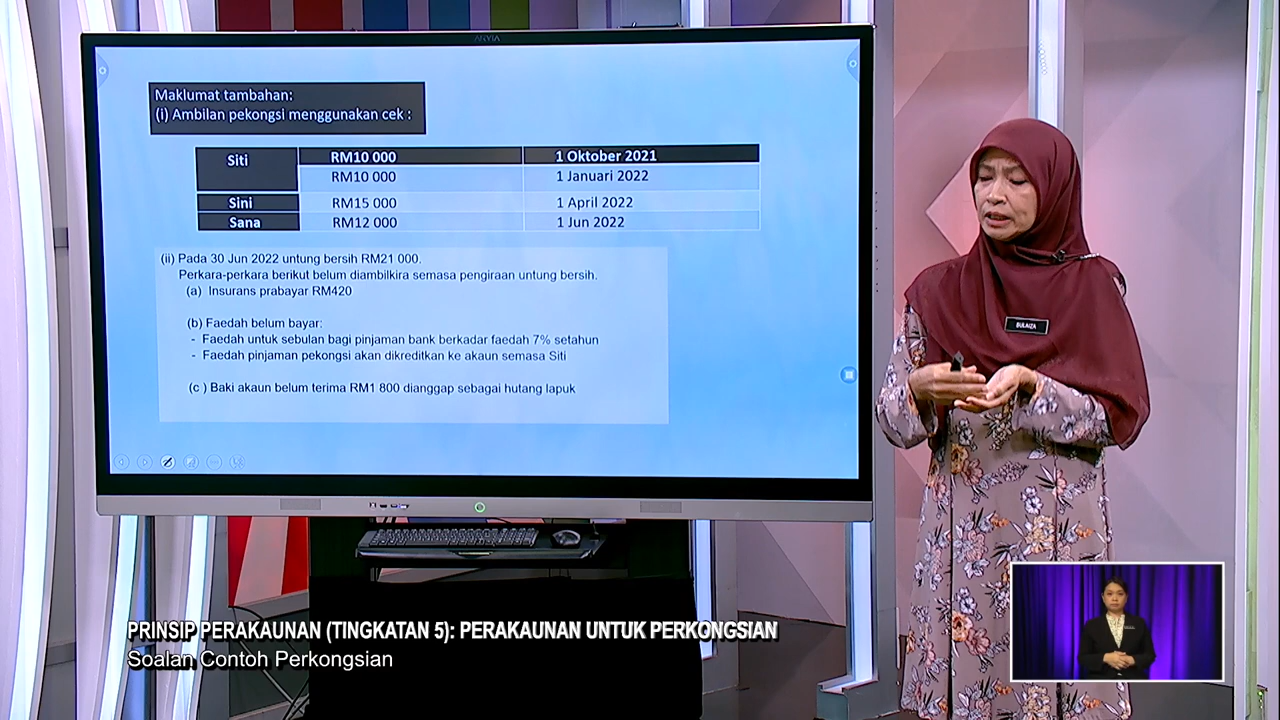 ARVIA
Maklumat tambahan:
(i) Ambilan pekongsi menggunakan cek :
Siti RM10 000 1 Oktober 2021
RM10 000 1 Januari 2022
Sini RM15 000 1 April 2022
Sana RM12 000 1 Jun 2022
(ii) Pada 30 Jun 2022 untung bersih RM21 000.
Perkara-perkara berikut belum diambilkira semasa pengiraan untung bersih.
(a) Insurans prabayar RM420
(b) Faedah belum bayar:
- Faedah untuk sebulan bagi pinjaman bank berkadar faedah 7% setahun
- Faedah pinjaman pekongsi akan dikreditkan ke akaun semasa Siti
(c ) Baki akaun belum terima RM1 800 dianggap sebagai hutang lapuk
SULAIZA
PRINSIP PERAKAUNAN (TINGKATAN 5): PERAKAUNAN UNTUK PERKONGSIAN
Soalan Contoh Perkongsian